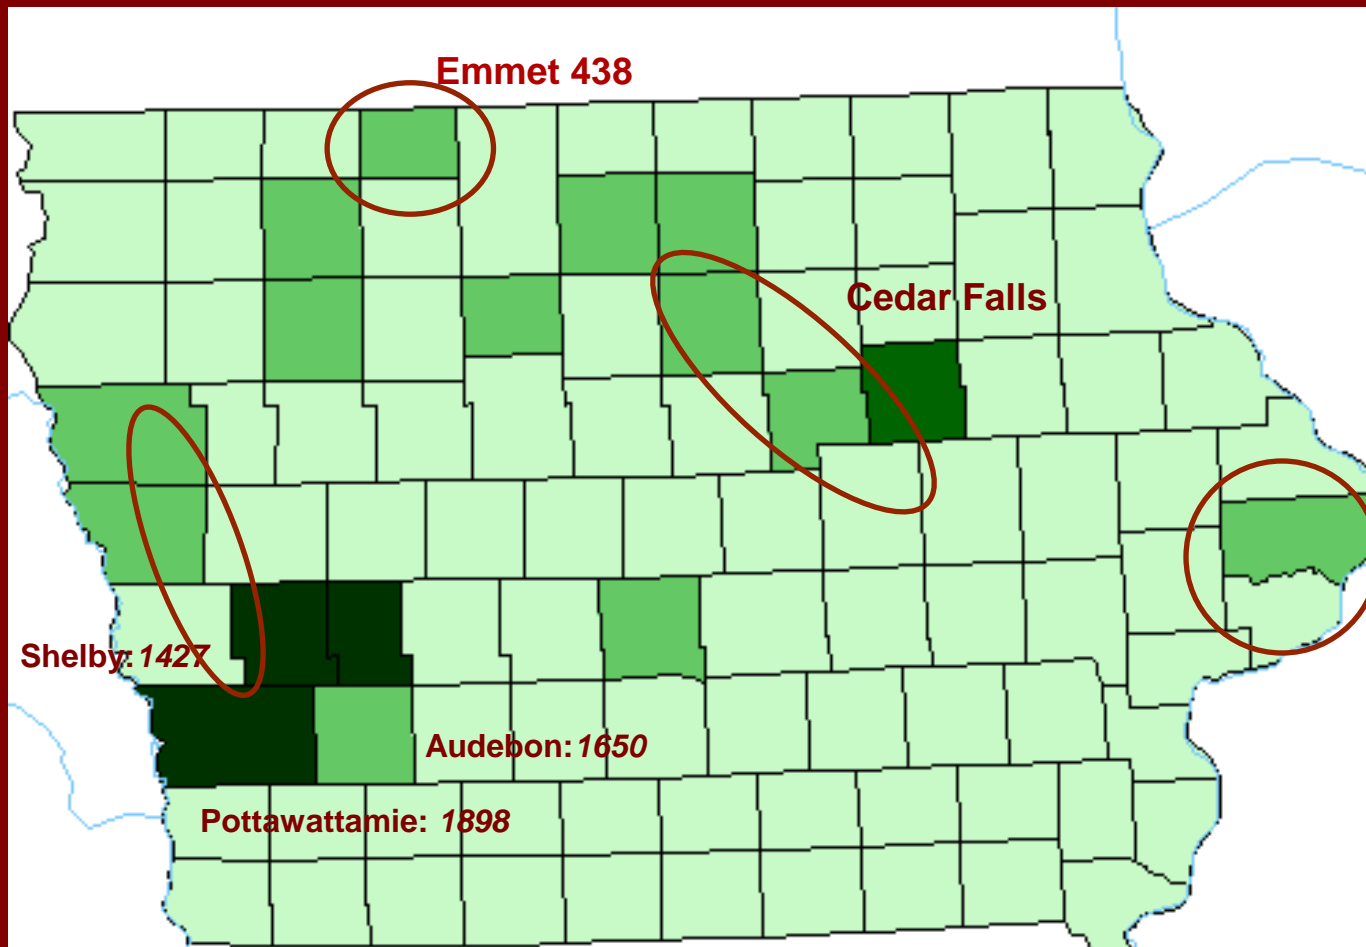 Emmet 438
Cedar Falls
Shelby: 1427
Audebon: 1650
Pottawattamie: 1898